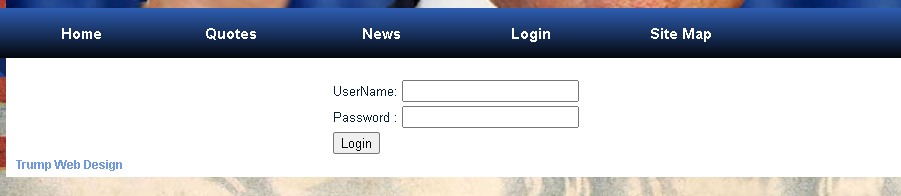 Home Quotes News Login Site Map
UserName:
Password :
Login
Trump Web Design